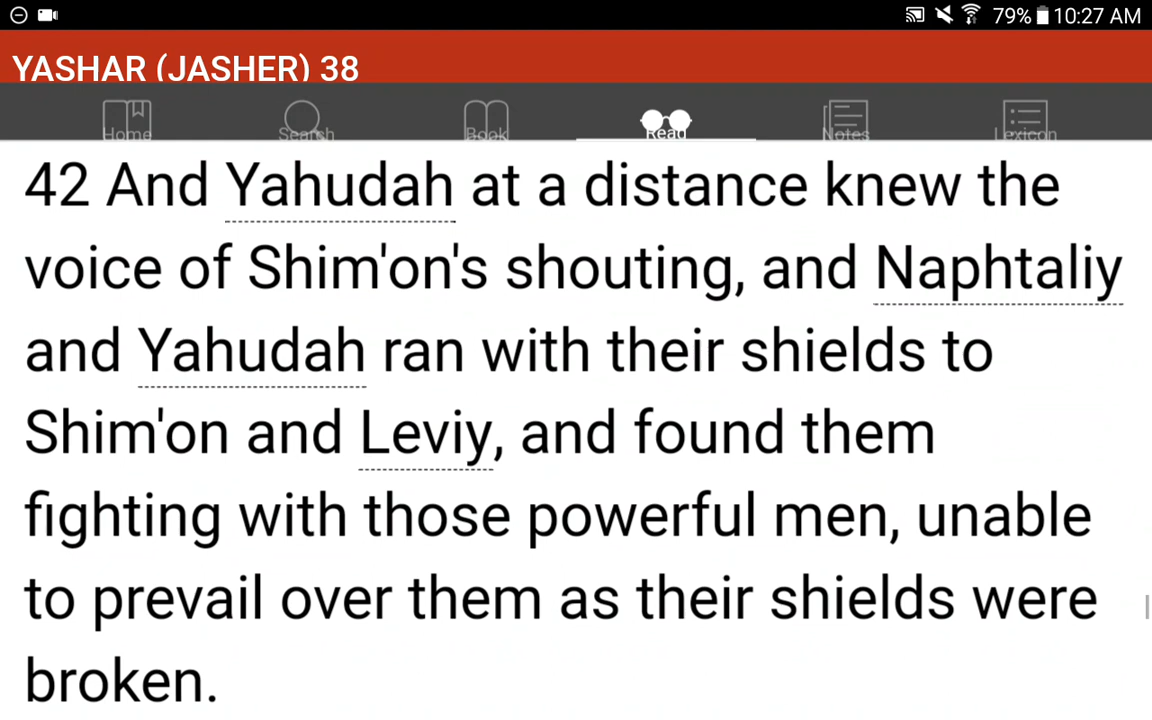 79% 10:27 AM
YASHAR (JASHER) 38
Home Search Book Read Notes Lexicon
42 And Yahudah at a distance knew the
voice of Shim'on's shouting, and Naphtaliy
and Yahudah ran with their shields to
Shim'on and Leviy, and found them
fighting with those powerful men, unable
to prevail over them as their shields were
broken.